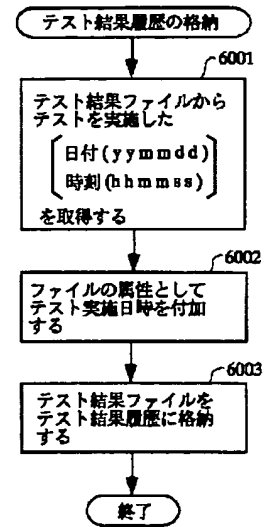 テスト結果履歴の格納
6001
テスト結果ファイルから
テストを実施した
日付(yymmdd)
時刻(hhmmss)
を取得する
6002
ファイルの属性として
テスト実施日時を付加
する
6003
テスト結果ファイルを
テスト結果履歴に格納
する
終了